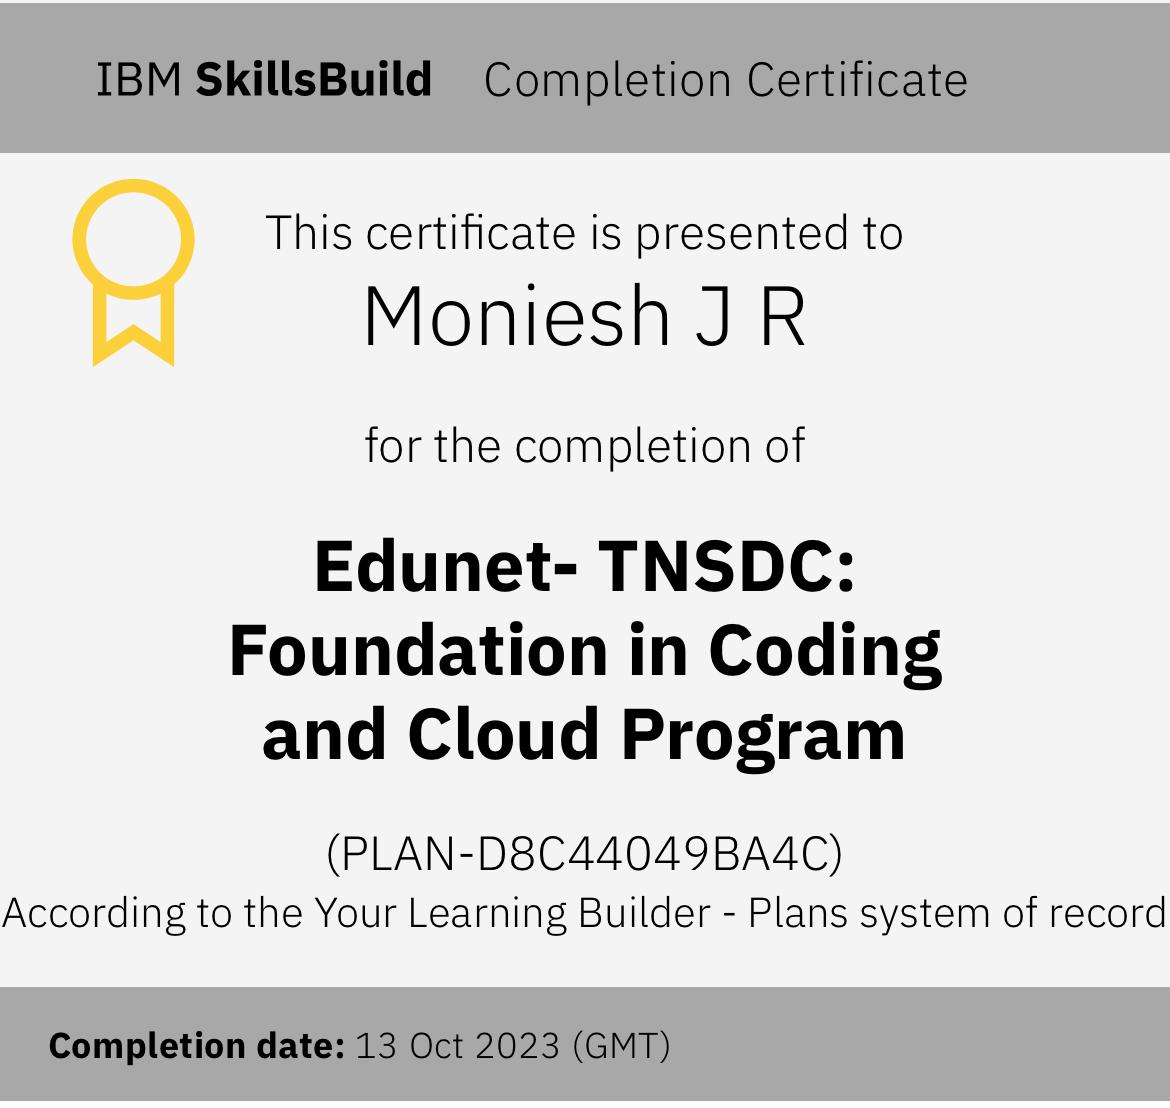 IBM SkillsBuild Completion Certificate
This certificate is presented to
Moniesh J R
for the completion of
Edunet- TNSDC:
Foundation in Coding
and Cloud Program
(PLAN-D8C44049BA4C)
According to the Your Learning Builder - Plans system of record
Completion date: 13 Oct 2023 (GMT)